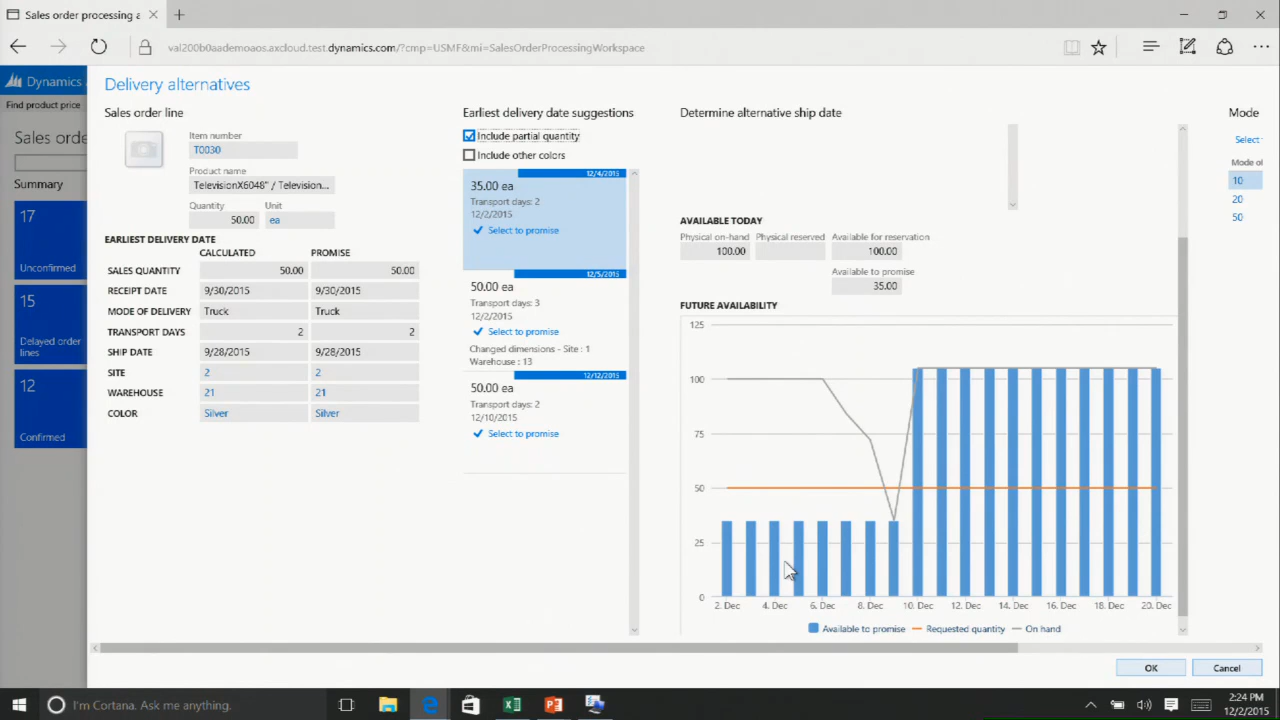 Sales order processing a
val200b0aademoaos.axcloud.test.dynamics.com/?cmp=USMF&mi=SalesOrderProcessingWorkspace
Dynamics
Find product price
Sales orde
Summary
17
Unconfirmed
15
Delayed order
lines
12
Confirmed
Delivery alternatives
Sales order line
Item number
T0030
Product name
TelevisionX6048" / Television...
Quantity Unit
50.00 ea
EARLIEST DELIVERY DATE
CALCULATED PROMISE
SALES QUANTITY 50.00 50.00
RECEIPT DATE 9/30/2015 9/30/2015
MODE OF DELIVERY Truck Truck
TRANSPORT DAYS 2 2
SHIP DATE 9/28/2015 9/28/2015
SITE 2 2
WAREHOUSE 21 21
COLOR Silver Silver
Earliest delivery date suggestions
Include partial quantity
Include other colors
12/4/2015
35.00 ea
Transport days: 2
12/2/2015
Select to promise
12/5/2015
50.00 ea
Transport days: 3
12/2/2015
Select to promise
Changed dimensions - Site : 1
Warehouse : 13
12/12/2015
50.00 ea
Transport days: 2
12/10/2015
Select to promise
Determine alternative ship date
AVAILABLE TODAY
Physical on-hand Physical reserved Available for reservation
100.00 100.00
Available to promise
35.00
FUTURE AVAILABILITY
125
100
75
50
25
0
2. Dec 4. Dec 6. Dec 8. Dec 10. Dec 12. Dec 14. Dec 16. Dec 18. Dec 20. Dec
Available to promise Requested quantity On hand
Mode
Select
Mode of
10
20
50
OK Cancel
I'm Cortana. Ask me anything.
2:24 PM
12/2/2015